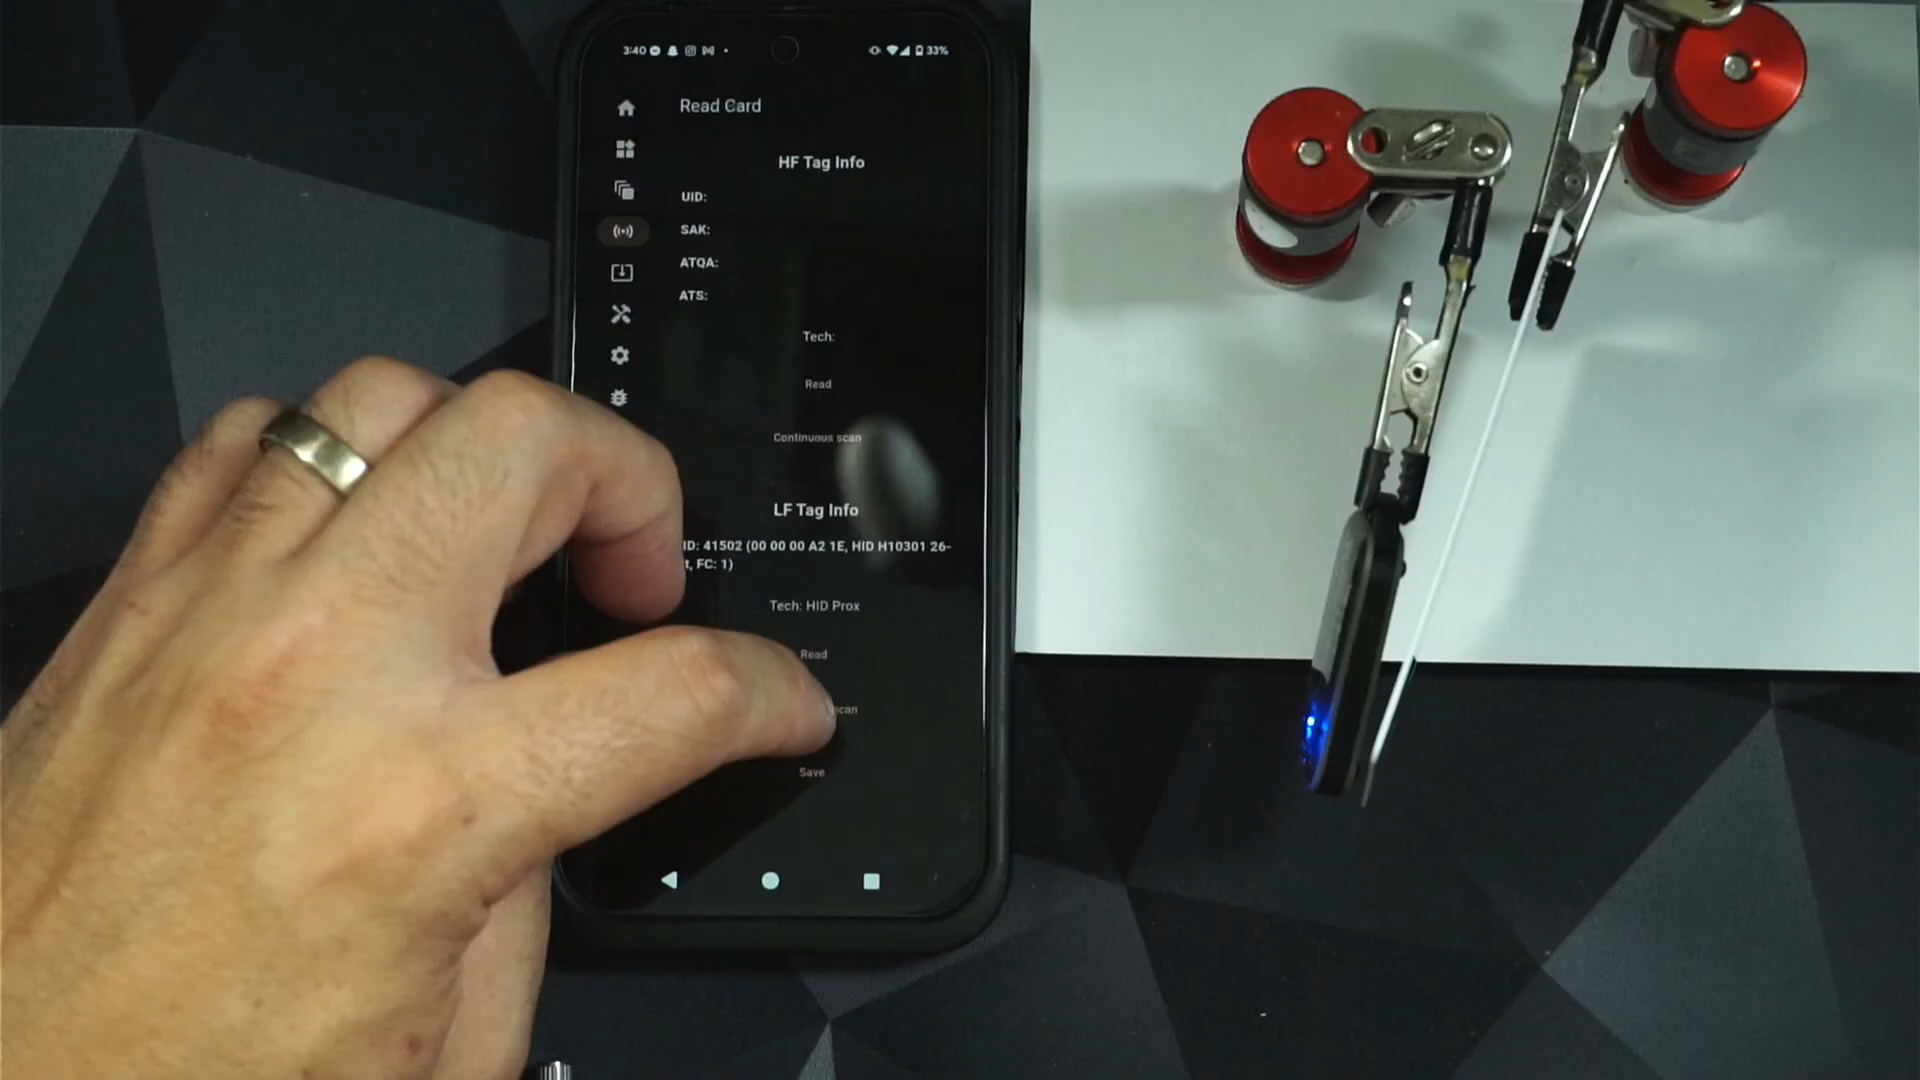 3:40 33%
Read Card
HF Tag Info
UID:
SAK:
ATQA:
ATS:
Tech:
Read
Continuous scan
LF Tag Info
ID: 41502 (00 00 00 A2 1E, HID H10301 26-
t, FC: 1)
Tech: HID Prox
Read
scan
Save